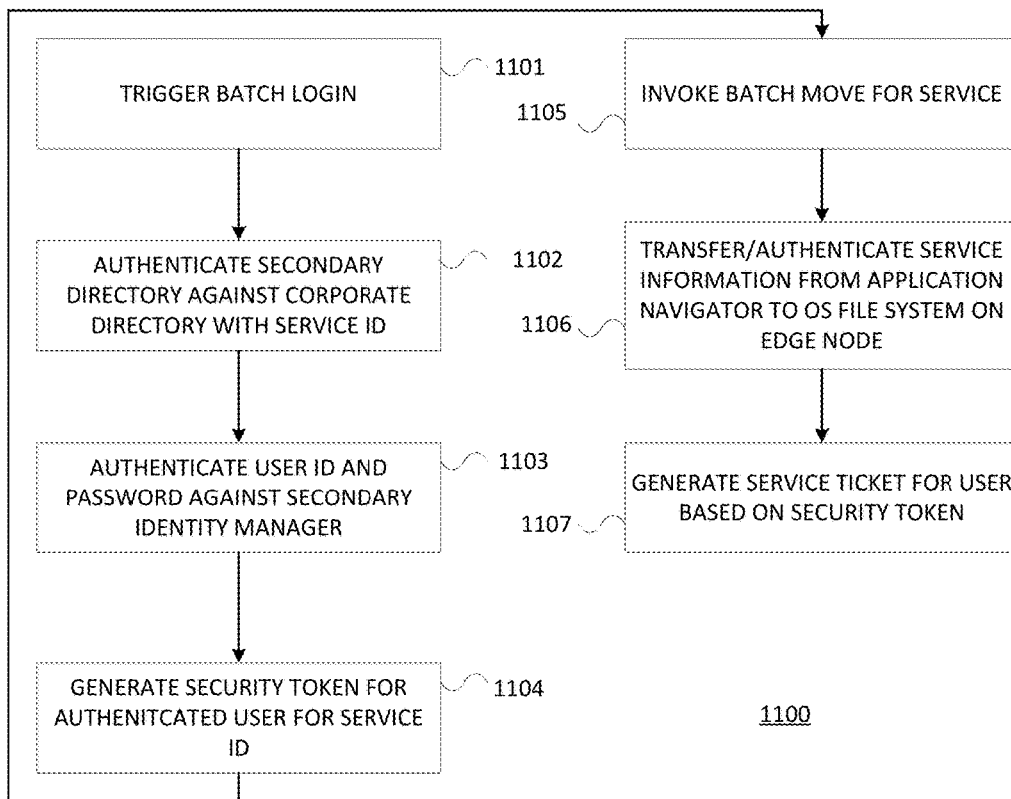 TRIGGER BATCH LOGIN
1101
AUTHENTICATE SECONDARY
DIRECTORY AGAINST CORPORATE
DIRECTORY WITH SERVICE ID
1102
AUTHENTICATE USER ID AND
PASSWORD AGAINST SECONDARY
IDENTITY MANAGER
1103
GENERATE SECURITY TOKEN FOR
AUTHENITCATED USER FOR SERVICE
ID
1104
INVOKE BATCH MOVE FOR SERVICE
1105
TRANSFER/AUTHENTICATE SERVICE
INFORMATION FROM APPLICATION
NAVIGATOR TO OS FILE SYSTEM ON
EDGE NODE
1106
GENERATE SERVICE TICKET FOR USER
BASED ON SECURITY TOKEN
1107
1100